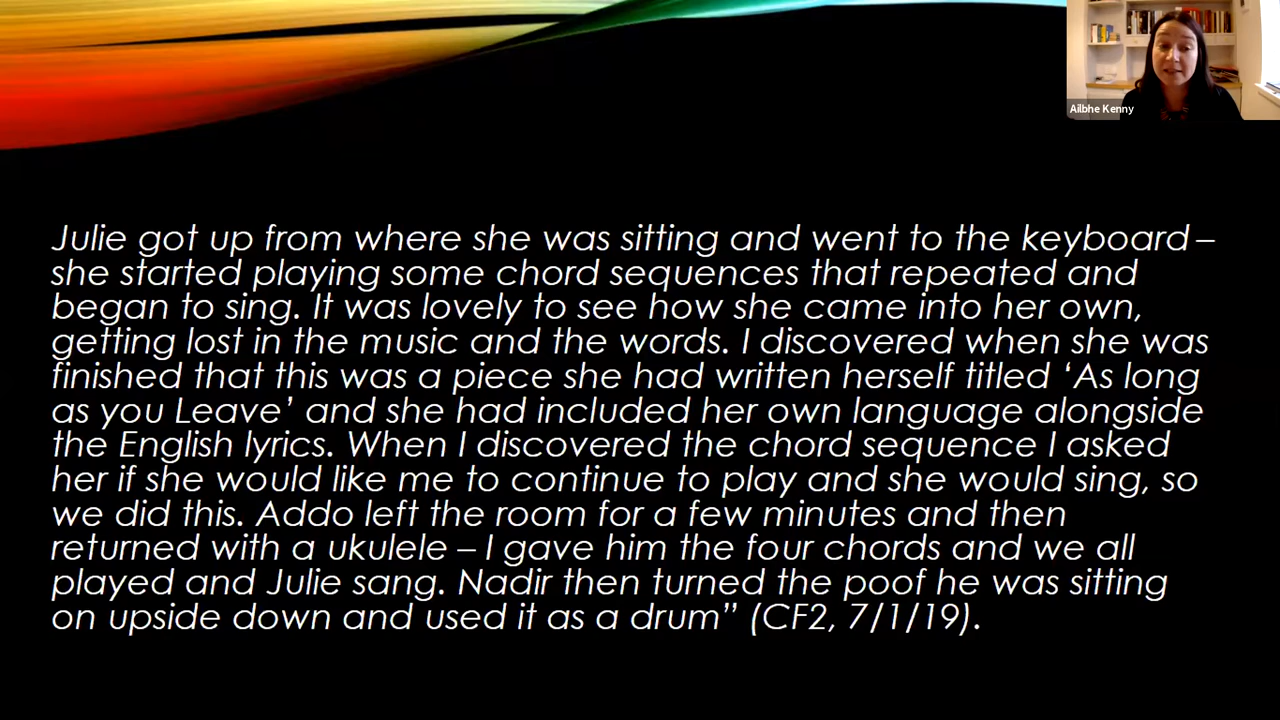 Ailbhe Kenny
Julie got up from where she was sitting and went to the keyboard –
she started playing some chord sequences that repeated and
began to sing. It was lovely to see how she came into her own,
getting lost in the music and the words. I discovered when she was
finished that this was a piece she had written herself titled ‘As long
as you Leave’ and she had included her own language alongside
the English lyrics. When I discovered the chord sequence I asked
her if she would like me to continue to play and she would sing, so
we did this. Addo left the room for a few minutes and then
returned with a ukulele – I gave him the four chords and we all
played and Julie sang. Nadir then turned the poof he was sitting
on upside down and used it as a drum” (CF2, 7/1/19).